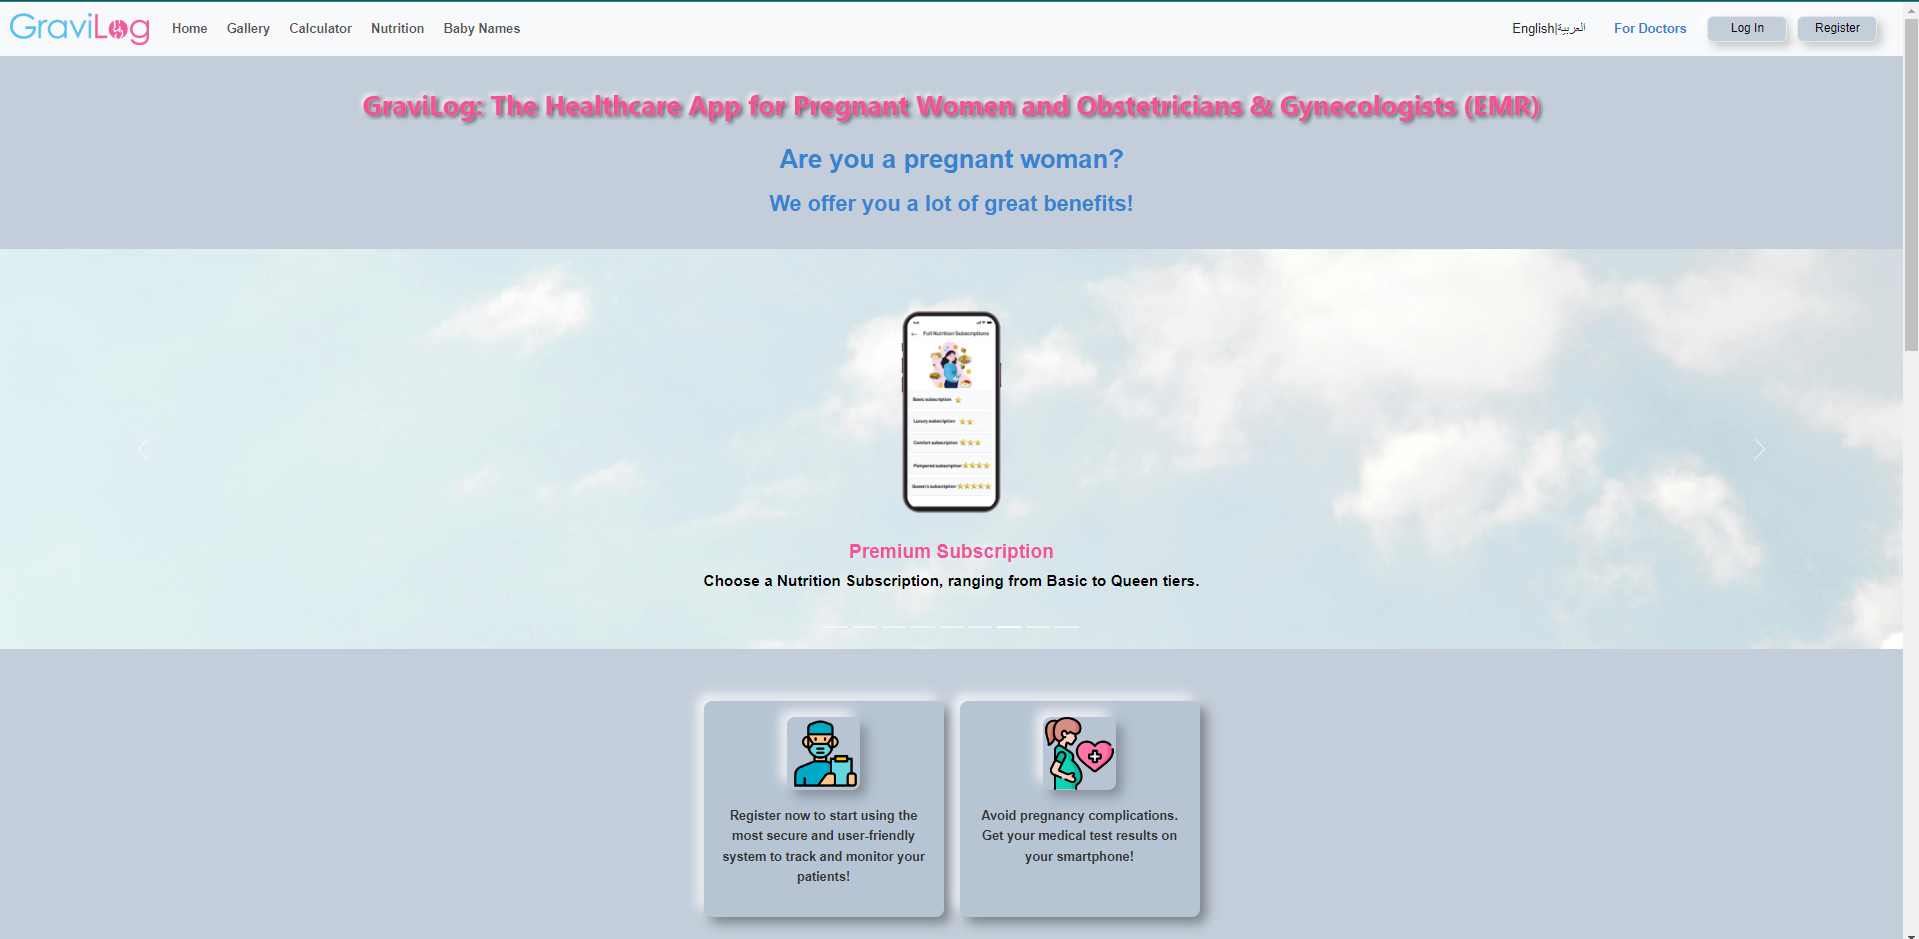 GraviLog
Home
Gallery
Calculator
Nutrition
Baby Names
English|العربية
For Doctors
Log In
Register
GraviLog: The Healthcare App for Pregnant Women and Obstetricians & Gynecologists (EMR)
Are you a pregnant woman?
We offer you a lot of great benefits!
Full Nutrition Subscriptions
Basic subscription
Luxury subscription
Comfort subscription
Pampered subscription
Queen's subscription
Premium Subscription
Choose a Nutrition Subscription, ranging from Basic to Queen tiers.
Register now to start using the
most secure and user-friendly
system to track and monitor your
patients!
Avoid pregnancy complications.
Get your medical test results on
your smartphone!